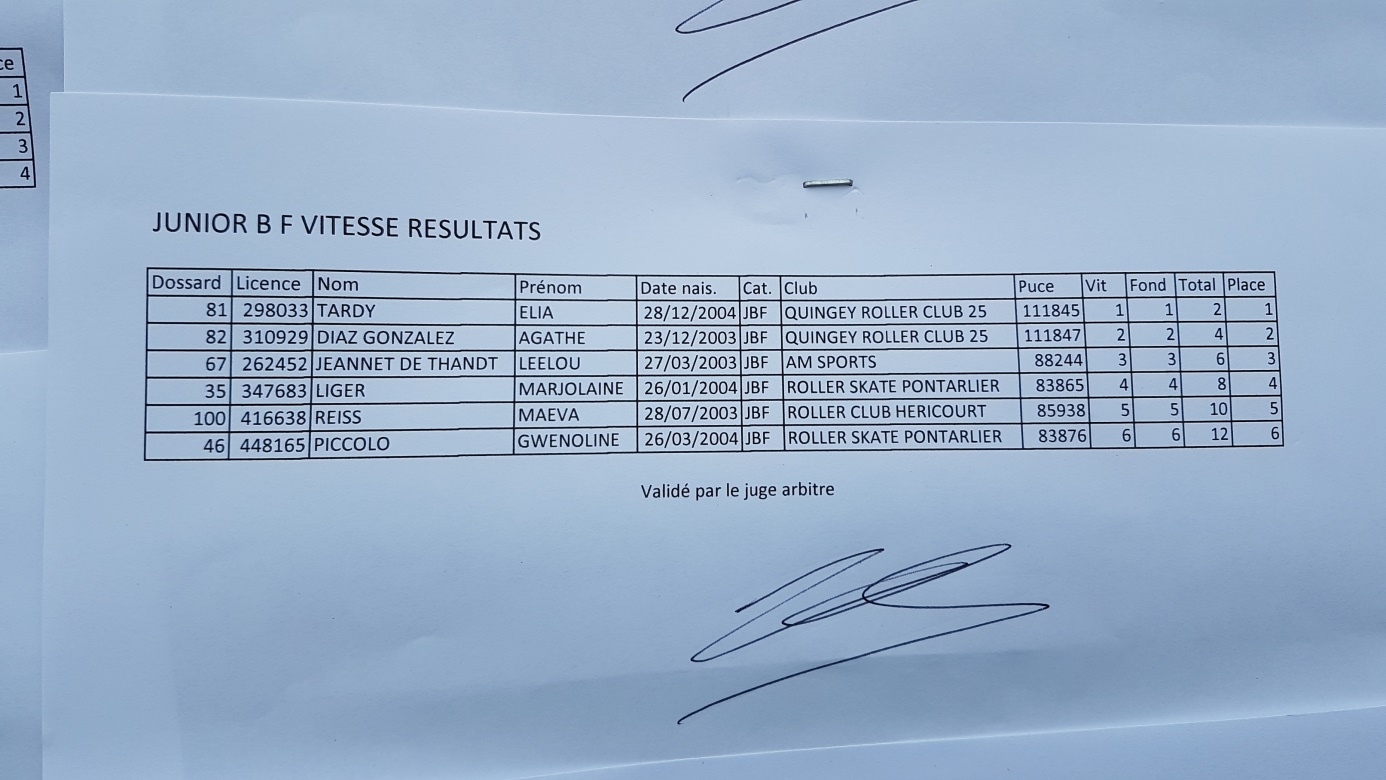 ce
1
2
3
4
JUNIOR B F VITESSE RESULTATS
Dossard Licence Nom Prénom Date nais. Cat. Club Puce Vit Fond Total Place
81 298033 TARDY ELIA 28/12/2004 JBF QUINGEY ROLLER CLUB 25 111845 1 1 2 1
82 310929 DIAZ GONZALEZ AGATHE 23/12/2003 JBF QUINGEY ROLLER CLUB 25 111847 2 2 4 2
67 262452 JEANNET DE THANDT LEELOU 27/03/2003 JBF AM SPORTS 88244 3 3 6 3
35 347683 LIGER MARJOLAINE 26/01/2004 JBF ROLLER SKATE PONTARLIER 83865 4 4 8 4
100 416638 REISS MAEVA 28/07/2003 JBF ROLLER CLUB HERICOURT 85938 5 5 10 5
46 448165 PICCOLO GWENOLINE 26/03/2004 JBF ROLLER SKATE PONTARLIER 83876 6 6 12 6
Validé par le juge arbitre